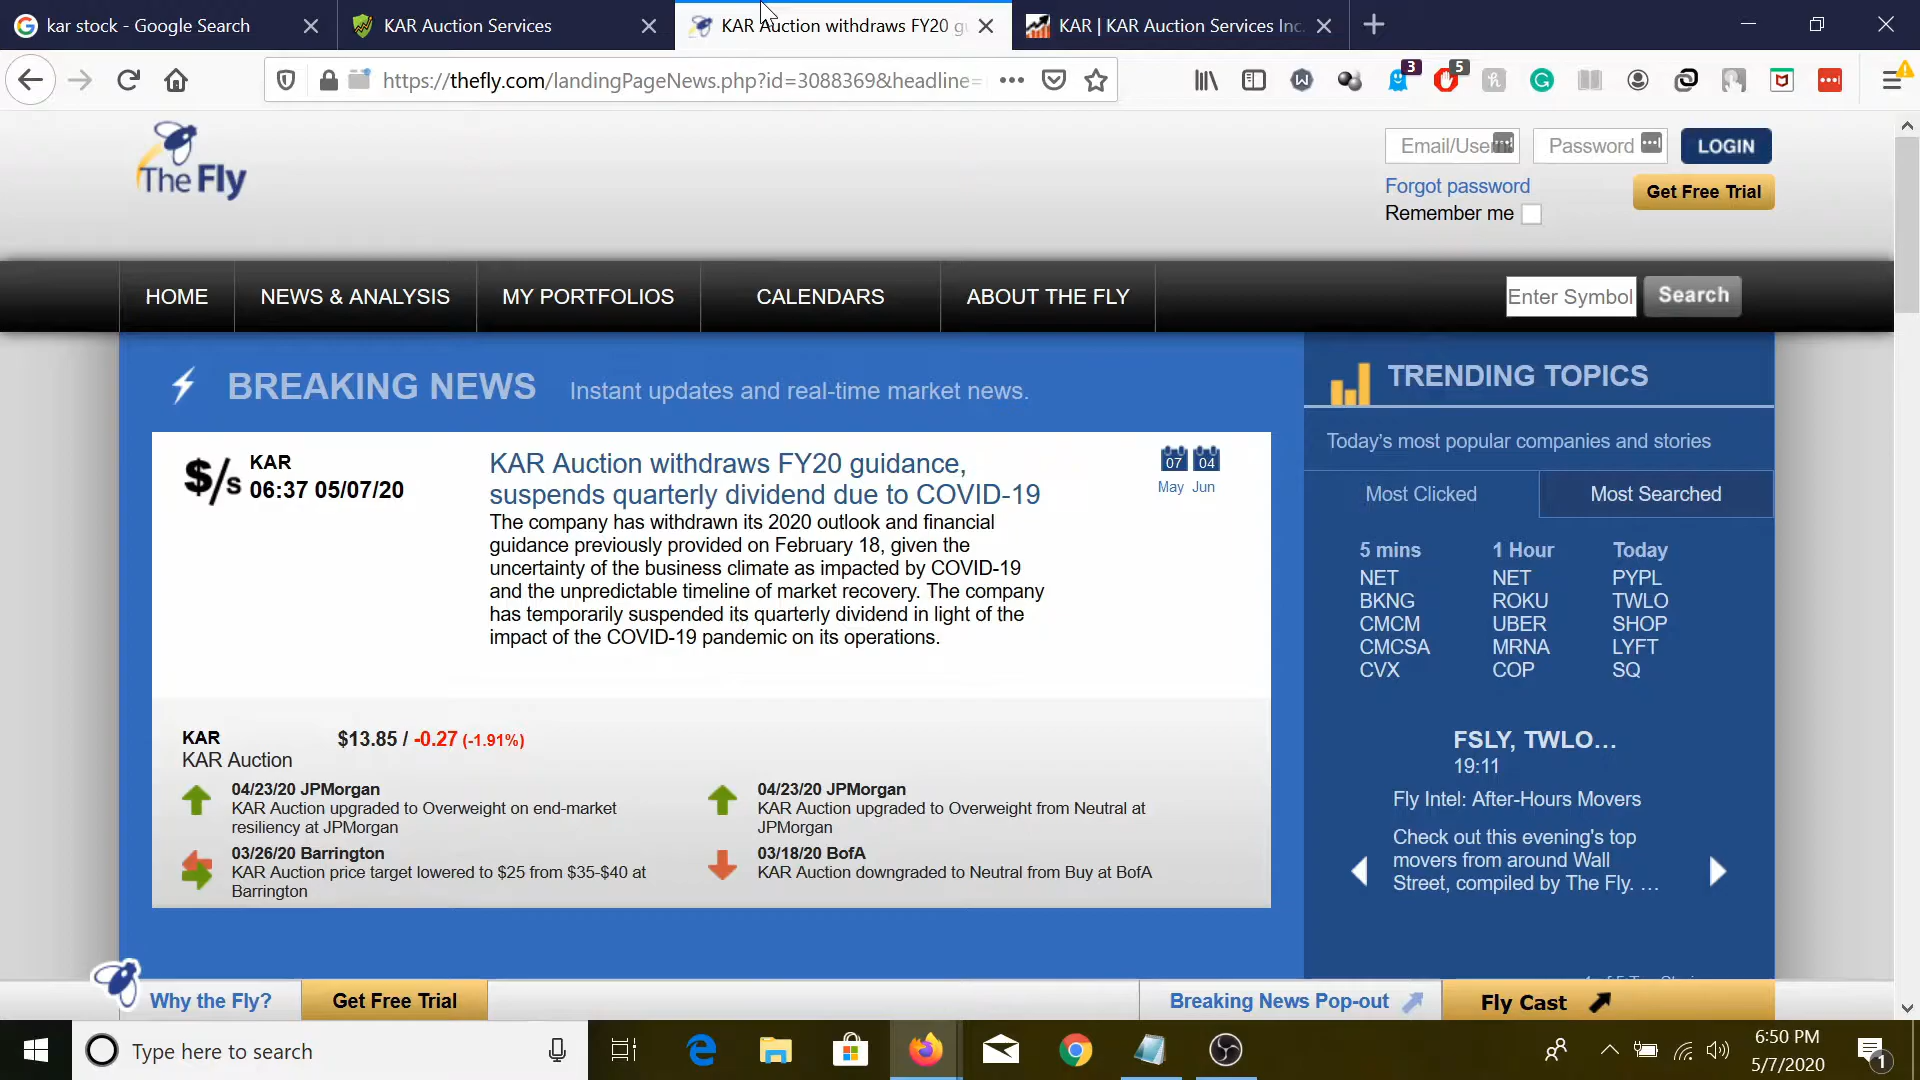 kar stock - Google Search
KAR Auction Services
KAR Auction withdraws FY20 g
KAR | KAR Auction Services Inc.
https://thefly.com/landingPageNews.php?id=3088369&headline=
3
5
The Fly
Email/Usern
Password
LOGIN
Forgot password
Get Free Trial
Remember me
HOME
NEWS & ANALYSIS
MY PORTFOLIOS
CALENDARS
ABOUT THE FLY
Enter Symbol
Search
BREAKING NEWS
Instant updates and real-time market news.
$/s
KAR
06:37 05/07/20
KAR Auction withdraws FY20 guidance,
suspends quarterly dividend due to COVID-19
The company has withdrawn its 2020 outlook and financial
guidance previously provided on February 18, given the
uncertainty of the business climate as impacted by COVID-19
and the unpredictable timeline of market recovery. The company
has temporarily suspended its quarterly dividend in light of the
impact of the COVID-19 pandemic on its operations.
07 04
May Jun
KAR
KAR Auction
$13.85 / -0.27 (-1.91%)
04/23/20 JPMorgan
KAR Auction upgraded to Overweight on end-market
resiliency at JPMorgan
04/23/20 JPMorgan
KAR Auction upgraded to Overweight from Neutral at
JPMorgan
03/26/20 Barrington
KAR Auction price target lowered to $25 from $35-$40 at
Barrington
03/18/20 BofA
KAR Auction downgraded to Neutral from Buy at BofA
TRENDING TOPICS
Today's most popular companies and stories
Most Clicked
Most Searched
5 mins 1 Hour Today
NET NET PYPL
BKNG ROKU TWLO
CMCM UBER SHOP
CMCSA MRNA LYFT
CVX COP SQ
FSLY, TWLO…
19:11
Fly Intel: After-Hours Movers
Check out this evening's top
movers from around Wall
Street, compiled by The Fly. …
Why the Fly?
Get Free Trial
Breaking News Pop-out
Fly Cast
Type here to search
6:50 PM
5/7/2020
1